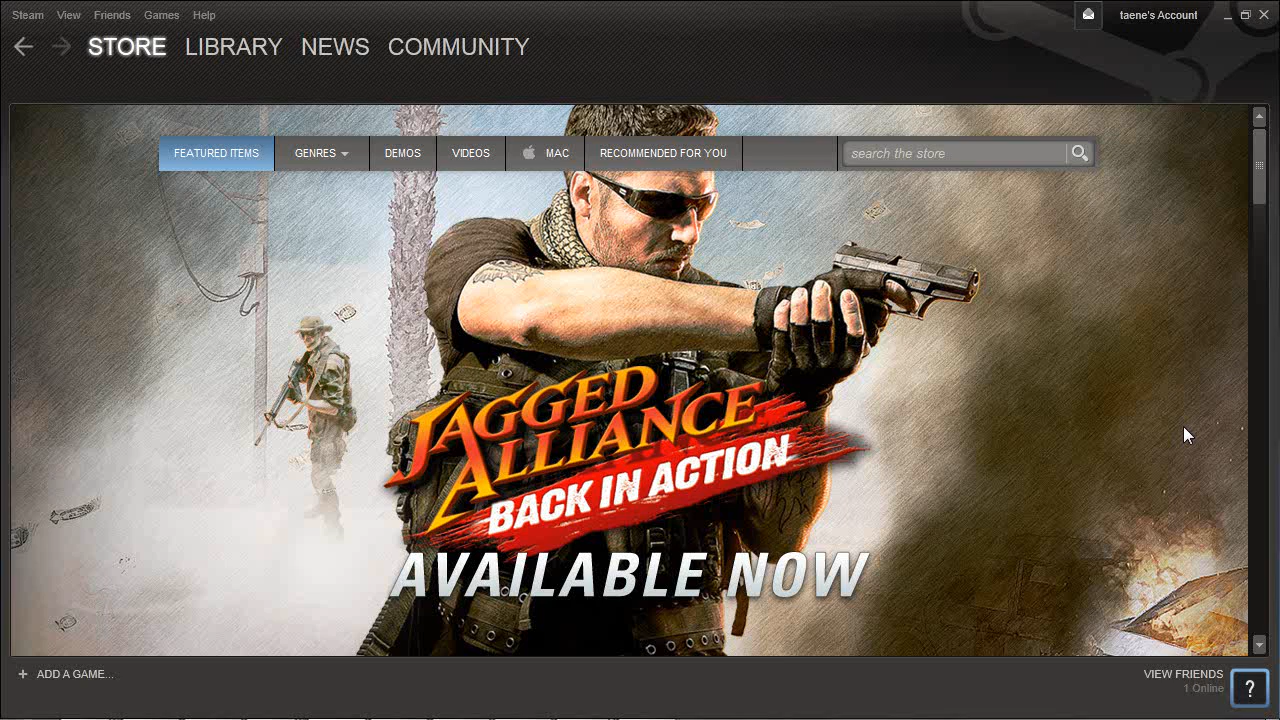 Steam View Friends Games Help
taene's Account
STORE LIBRARY NEWS COMMUNITY
FEATURED ITEMS GENRES DEMOS VIDEOS MAC RECOMMENDED FOR YOU search the store
JAGGED
ALLIANCE
BACK IN ACTION
AVAILABLE NOW
+ ADD A GAME...
VIEW FRIENDS
1 Online
?